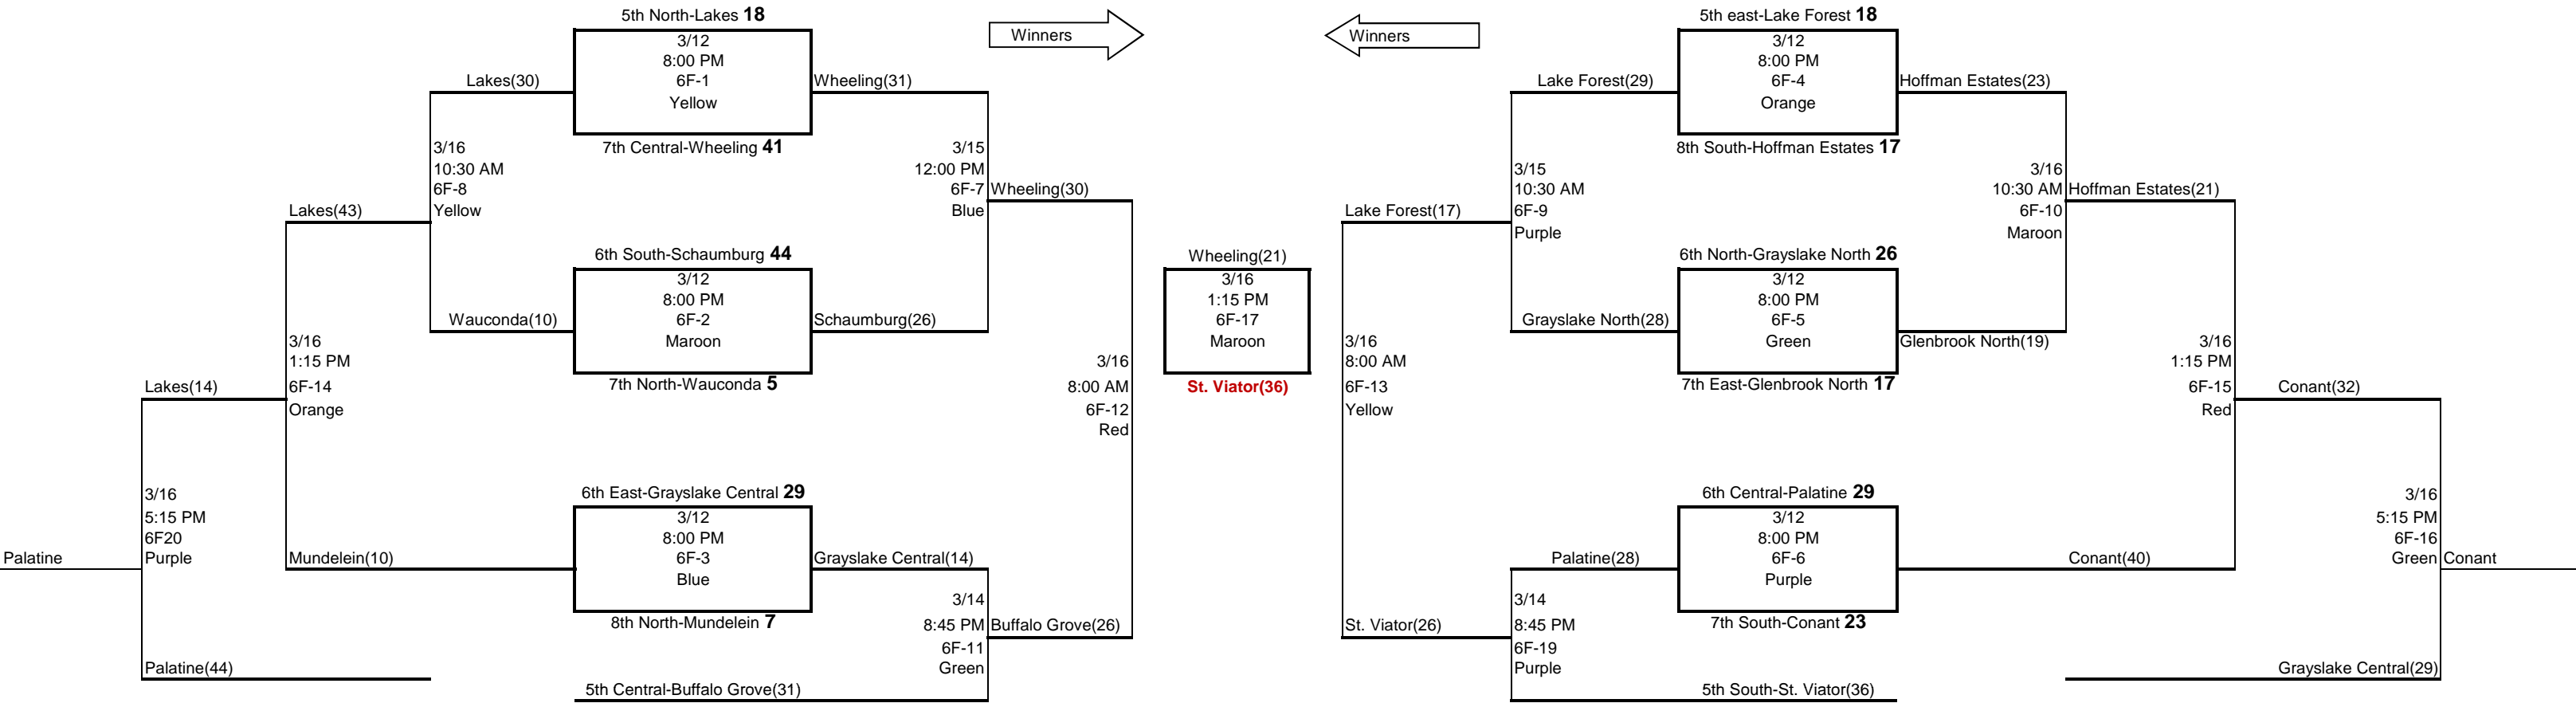 5th North-Lakes 18
3/12
8:00 PM
6F-1
Yellow
7th Central-Wheeling 41
Lakes(30)
Wheeling(31)
3/16
10:30 AM
6F-8
Yellow
3/15
12:00 PM
6F-7
Blue
Lakes(43)
Wheeling(30)
6th South-Schaumburg 44
3/12
8:00 PM
6F-2
Maroon
7th North-Wauconda 5
Wauconda(10)
Schaumburg(26)
3/16
1:15 PM
6F-14
Orange
3/16
8:00 AM
6F-12
Red
Lakes(14)
3/16
5:15 PM
6F20
Purple
Palatine
6th East-Grayslake Central 29
3/12
8:00 PM
6F-3
Blue
8th North-Mundelein 7
Mundelein(10)
Grayslake Central(14)
3/14
8:45 PM
6F-11
Green
Buffalo Grove(26)
Palatine(44)
5th Central-Buffalo Grove(31)
Winners
Winners
Wheeling(21)
3/16
1:15 PM
6F-17
Maroon
St. Viator(36)
5th east-Lake Forest 18
3/12
8:00 PM
6F-4
Orange
8th South-Hoffman Estates 17
Lake Forest(29)
Hoffman Estates(23)
3/15
10:30 AM
6F-9
Purple
3/16
10:30 AM
6F-10
Maroon
Lake Forest(17)
Hoffman Estates(21)
6th North-Grayslake North 26
3/12
8:00 PM
6F-5
Green
7th East-Glenbrook North 17
Grayslake North(28)
Glenbrook North(19)
3/16
8:00 AM
6F-13
Yellow
3/16
1:15 PM
6F-15
Red
Conant(32)
6th Central-Palatine 29
3/12
8:00 PM
6F-6
Purple
7th South-Conant 23
Palatine(28)
Conant(40)
3/16
5:15 PM
6F-16
Green
Conant
3/14
8:45 PM
6F-19
Purple
St. Viator(26)
Grayslake Central(29)
5th South-St. Viator(36)